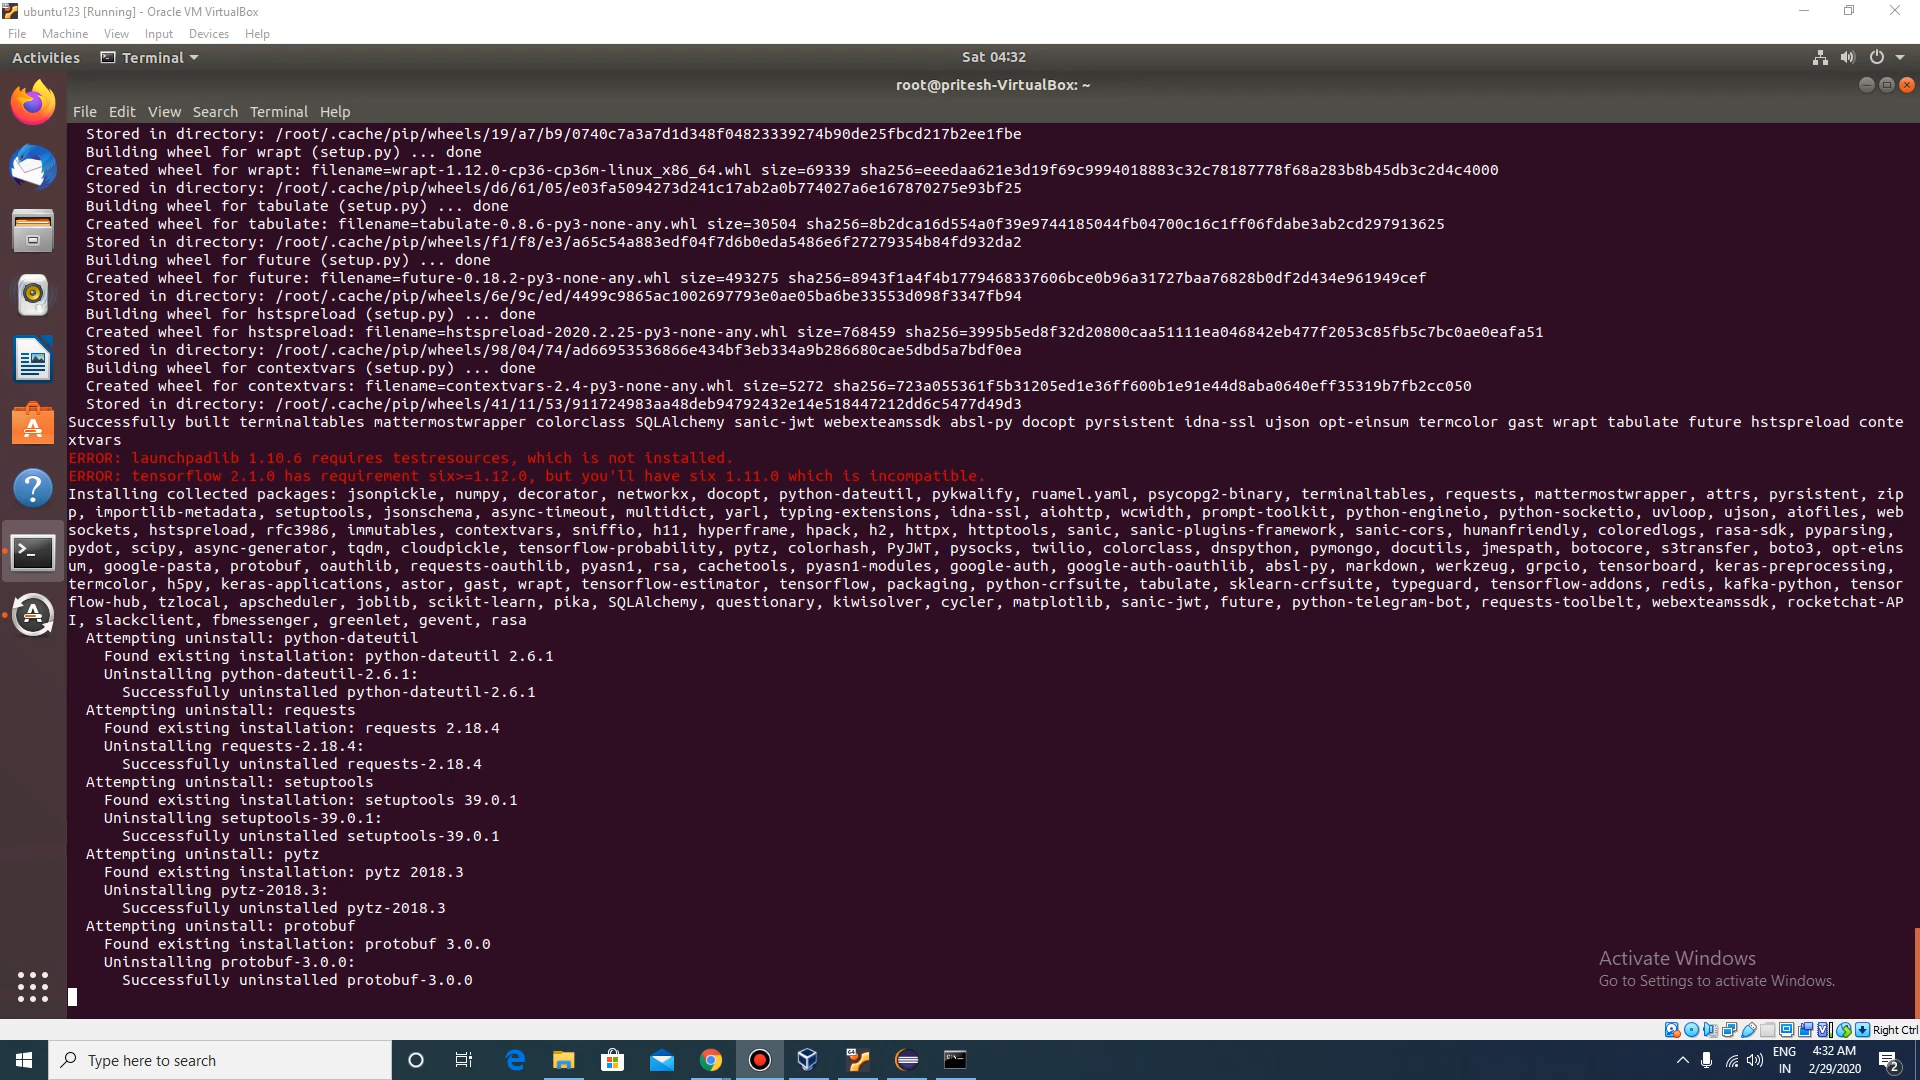 ubuntu123 [Running] - Oracle VM VirtualBox
File Machine View Input Devices Help
Activities Terminal Sat 04:32
root@pritesh-VirtualBox: ~
File Edit View Search Terminal Help
Stored in directory: /root/.cache/pip/wheels/19/a7/b9/0740c7a3a7d1d348f04823339274b90de25fbcd217b2ee1fbe
Building wheel for wrapt (setup.py) ... done
Created wheel for wrapt: filename=wrapt-1.12.0-cp36-cp36m-linux_x86_64.whl size=69339 sha256=eeedaa621e3d19f69c9994018883c32c78187778f68a283b8b45db3c2d4c4000
Stored in directory: /root/.cache/pip/wheels/d6/61/05/e03fa5094273d241c17ab2a0b774027a6e167870275e93bf25
Building wheel for tabulate (setup.py) ... done
Created wheel for tabulate: filename=tabulate-0.8.6-py3-none-any.whl size=30504 sha256=8b2dca16d554a0f39e9744185044fb04700c16c1ff06fdabe3ab2cd297913625
Stored in directory: /root/.cache/pip/wheels/f1/f8/e3/a65c54a883edf04f7d6b0eda5486e6f27279354b84fd932da2
Building wheel for future (setup.py) ... done
Created wheel for future: filename=future-0.18.2-py3-none-any.whl size=493275 sha256=8943f1a4f4b1779468337606bce0b96a31727baa76828b0df2d434e961949cef
Stored in directory: /root/.cache/pip/wheels/6e/9c/ed/4499c9865ac1002697793e0ae05ba6be33553d098f3347fb94
Building wheel for hstspreload (setup.py) ... done
Created wheel for hstspreload: filename=hstspreload-2020.2.25-py3-none-any.whl size=768459 sha256=3995b5ed8f32d20800caa51111ea046842eb477f2053c85fb5c7bc0ae0eafa51
Stored in directory: /root/.cache/pip/wheels/98/04/74/ad66953536866e434bf3eb334a9b286680cae5dbd5a7bdf0ea
Building wheel for contextvars (setup.py) ... done
Created wheel for contextvars: filename=contextvars-2.4-py3-none-any.whl size=5272 sha256=723a055361f5b31205ed1e36ff600b1e91e44d8aba0640eff35319b7fb2cc050
Stored in directory: /root/.cache/pip/wheels/41/11/53/911724983aa48deb94792432e14e518447212dd6c5477d49d3
Successfully built terminaltables mattermostwrapper colorclass SQLAlchemy sanic-jwt webexteamssdk absl-py docopt pyrsistent idna-ssl ujson opt-einsum termcolor gast wrapt tabulate future hstspreload conte
xtvars
ERROR: launchpadlib 1.10.6 requires testresources, which is not installed.
ERROR: tensorflow 2.1.0 has requirement six>=1.12.0, but you'll have six 1.11.0 which is incompatible.
Installing collected packages: jsonpickle, numpy, decorator, networkx, docopt, python-dateutil, pykwalify, ruamel.yaml, psycopg2-binary, terminaltables, requests, mattermostwrapper, attrs, pyrsistent, zip
p, importlib-metadata, setuptools, jsonschema, async-timeout, multidict, yarl, typing-extensions, idna-ssl, aiohttp, wcwidth, prompt-toolkit, python-engineio, python-socketio, uvloop, ujson, aiofiles, web
sockets, hstspreload, rfc3986, immutables, contextvars, sniffio, h11, hyperframe, hpack, h2, httpx, httptools, sanic, sanic-plugins-framework, sanic-cors, humanfriendly, coloredlogs, rasa-sdk, pyparsing,
pydot, scipy, async-generator, tqdm, cloudpickle, tensorflow-probability, pytz, colorhash, PyJWT, pysocks, twilio, colorclass, dnspython, pymongo, docutils, jmespath, botocore, s3transfer, boto3, opt-eins
um, google-pasta, protobuf, oauthlib, requests-oauthlib, pyasn1, rsa, cachetools, pyasn1-modules, google-auth, google-auth-oauthlib, absl-py, markdown, werkzeug, grpcio, tensorboard, keras-preprocessing,
termcolor, h5py, keras-applications, astor, gast, wrapt, tensorflow-estimator, tensorflow, packaging, python-crfsuite, tabulate, sklearn-crfsuite, typeguard, tensorflow-addons, redis, kafka-python, tensor
flow-hub, tzlocal, apscheduler, joblib, scikit-learn, pika, SQLAlchemy, questionary, kiwisolver, cycler, matplotlib, sanic-jwt, future, python-telegram-bot, requests-toolbelt, webexteamssdk, rocketchat-AP
I, slackclient, fbmessenger, greenlet, gevent, rasa
Attempting uninstall: python-dateutil
Found existing installation: python-dateutil 2.6.1
Uninstalling python-dateutil-2.6.1:
Successfully uninstalled python-dateutil-2.6.1
Attempting uninstall: requests
Found existing installation: requests 2.18.4
Uninstalling requests-2.18.4:
Successfully uninstalled requests-2.18.4
Attempting uninstall: setuptools
Found existing installation: setuptools 39.0.1
Uninstalling setuptools-39.0.1:
Successfully uninstalled setuptools-39.0.1
Attempting uninstall: pytz
Found existing installation: pytz 2018.3
Uninstalling pytz-2018.3:
Successfully uninstalled pytz-2018.3
Attempting uninstall: protobuf
Found existing installation: protobuf 3.0.0
Uninstalling protobuf-3.0.0:
Successfully uninstalled protobuf-3.0.0
Activate Windows
Go to Settings to activate Windows.
Right Ctrl
Type here to search
ENG
IN
4:32 AM
2/29/2020
2